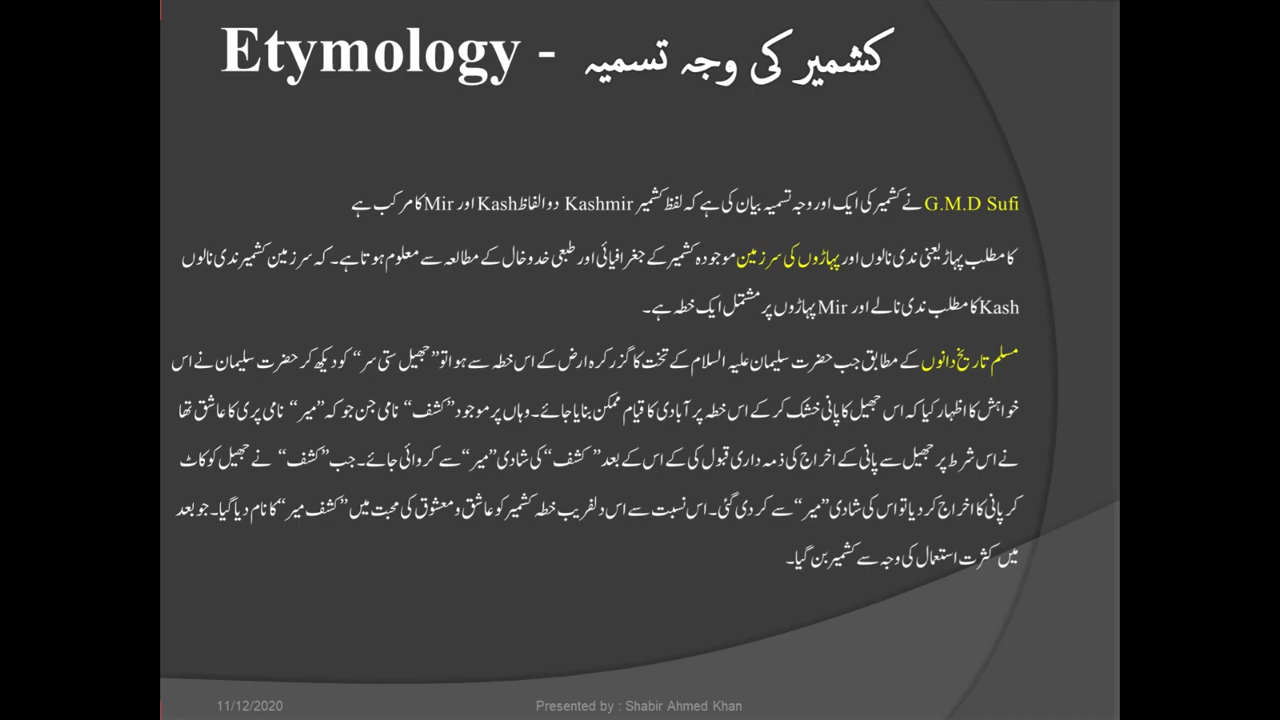 کشمیر کی وجہ تسمیہ - Etymology
G.M.D Sufi نے کشمیر کی ایک اور وجہ تسمیہ بیان کی ہے کہ لفظ کشمیر Kashmir دو الفاظ Kash اور Mir کا مرکب ہے
کا مطلب پہاڑ یعنی ندی نالوں اور پہاڑوں کی سرزمین موجودہ کشمیر کے جغرافیائی اور طبعی خدوخال کے مطالعہ سے معلوم ہوتا ہے۔ کہ سرزمین کشمیر ندی نالوں
Kash کا مطلب ندی نالے اور Mir پہاڑوں پر مشتمل ایک خطہ ہے۔
مسلم تاریخ دانوں کے مطابق جب حضرت سلیمان علیہ السلام کے تخت کا گزر کرہ ارض کے اس خطہ سے ہوا تو ”جھیل ستی سر“ کو دیکھ کر حضرت سلیمان نے اس
خواہش کا اظہار کیا کہ اس جھیل کا پانی خشک کر کے اس خطہ پر آبادی کا قیام ممکن بنایا جائے۔ وہاں پر موجود ”کشف“ نامی جن جو کہ ”میر“ نامی پری کا عاشق تھا
نے اس شرط پر جھیل سے پانی کے اخراج کی ذمہ داری قبول کی کے اس کے بعد ”کشف“ کی شادی ”میر“ سے کروائی جائے۔ جب ”کشف“ نے جھیل کو کاٹ
کر پانی کا اخراج کر دیا تو اس کی شادی ”میر“ سے کر دی گئی۔ اس نسبت سے اس دلفریب خطہ کشمیر کو عاشق و معشوق کی محبت میں ”کشف میر“ کا نام دیا گیا۔ جو بعد
میں کثرت استعمال کی وجہ سے کشمیر بن گیا۔
11/12/2020
Presented by : Shabir Ahmed Khan